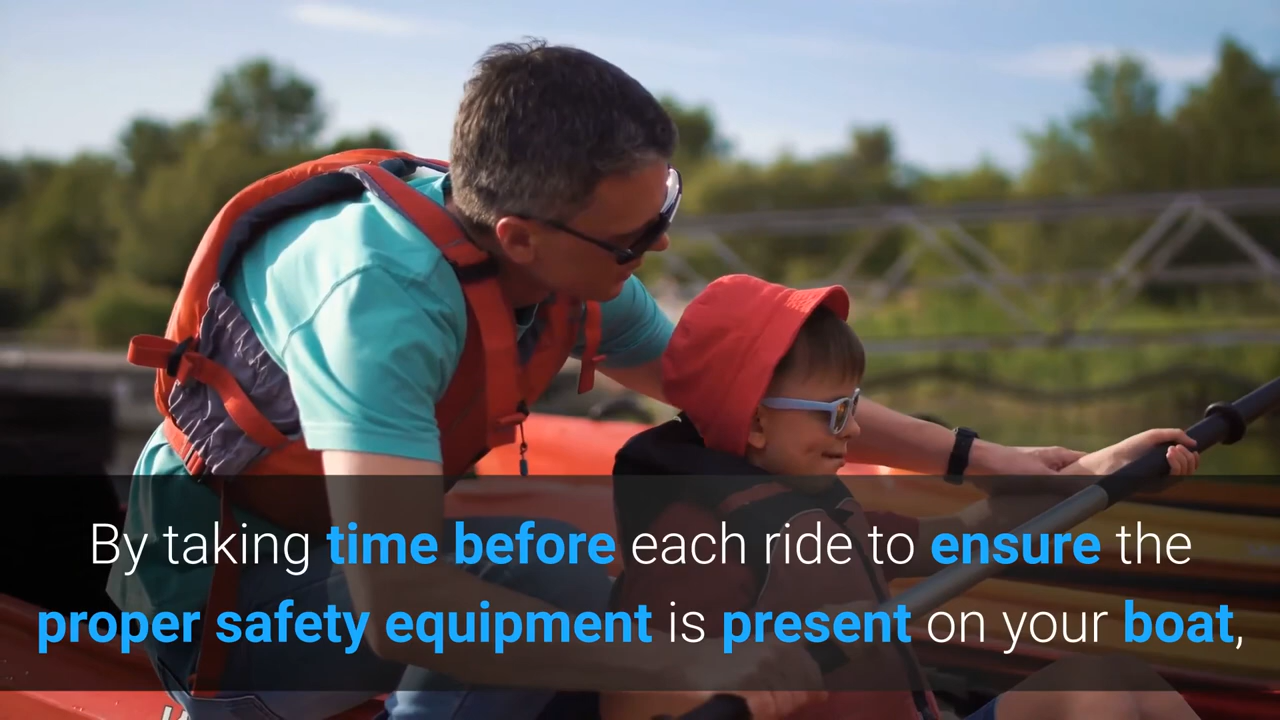 By taking time before each ride to ensure the
proper safety equipment is present on your boat,